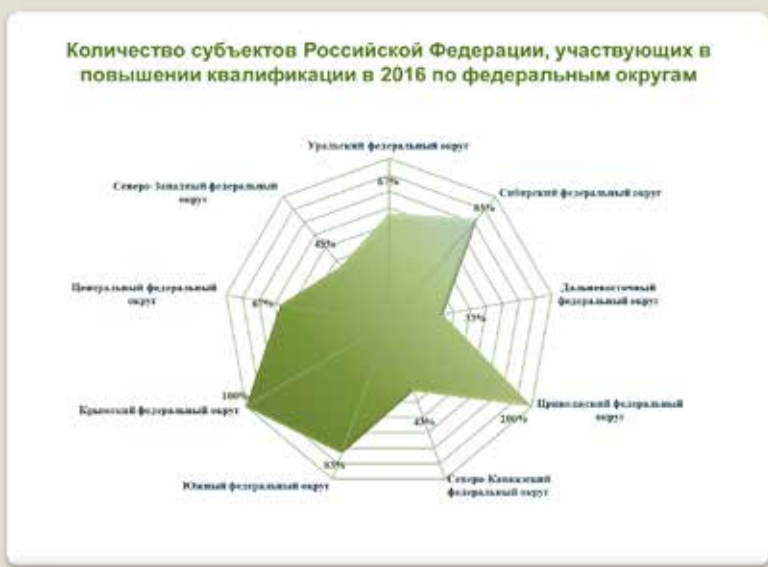 Количество субъектов Российской Федерации, участвующих в
повышении квалификации в 2016 по федеральным округам
Уральский федеральный округ
67%
Сибирский федеральный округ
83%
Дальневосточный
федеральный округ
33%
Приволжский федеральный
округ
100%
Северо-Кавказский
федеральный округ
43%
Южный федеральный округ
83%
Крымский федеральный округ
100%
Центральный федеральный
округ
67%
Северо-Западный федеральный
округ
45%